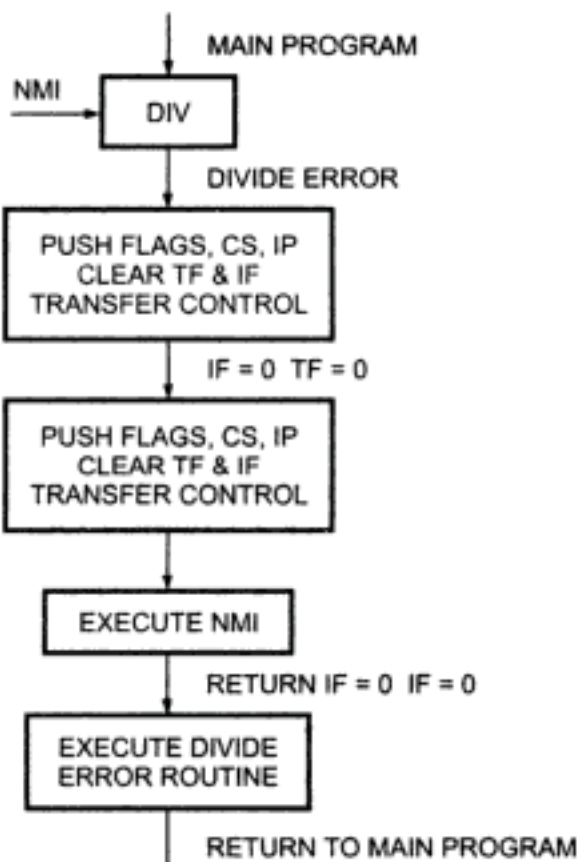 MAIN PROGRAM
NMI
DIV
DIVIDE ERROR
PUSH FLAGS, CS, IP
CLEAR TF & IF
TRANSFER CONTROL
IF = 0 TF = 0
PUSH FLAGS, CS, IP
CLEAR TF & IF
TRANSFER CONTROL
EXECUTE NMI
RETURN IF = 0 IF = 0
EXECUTE DIVIDE
ERROR ROUTINE
RETURN TO MAIN PROGRAM